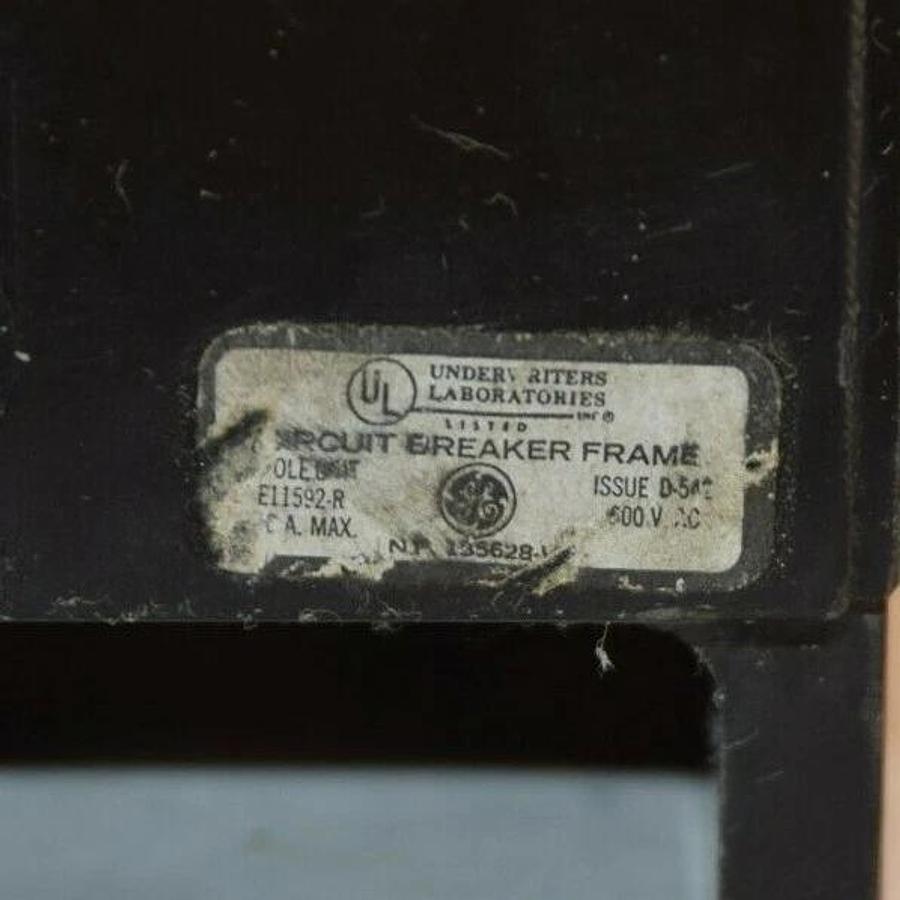 UL
UNDERWRITERS
LABORATORIES
INC ®
LISTED
CIRCUIT BREAKER FRAME
E11592-R
ISSUE
A. MAX.
600 V AC